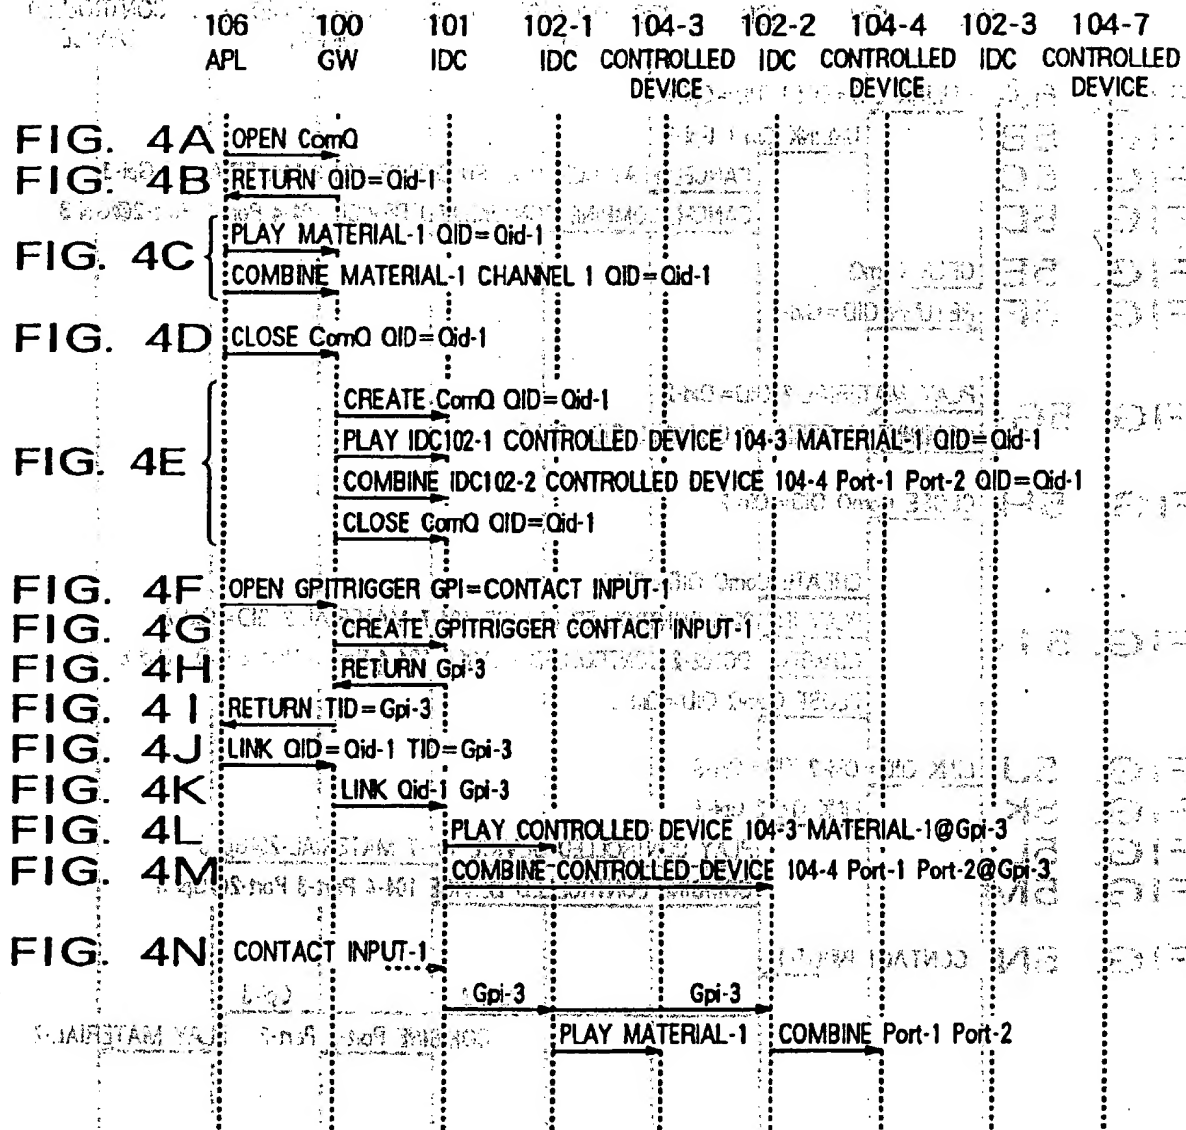 106 100 101 102-1 104-3 102-2 104-4 102-3 104-7
APL GW IDC IDC CONTROLLED IDC CONTROLLED IDC CONTROLLED
DEVICE DEVICE DEVICE
FIG. 4A OPEN ComQ
FIG. 4B RETURN QID=Qid-1
FIG. 4C
PLAY MATERIAL-1 QID=Qid-1
COMBINE MATERIAL-1 CHANNEL 1 QID=Qid-1
FIG. 4D CLOSE ComQ QID=Qid-1
FIG. 4E
CREATE ComQ QID=Qid-1
PLAY IDC102-1 CONTROLLED DEVICE 104-3 MATERIAL-1 QID=Qid-1
COMBINE IDC102-2 CONTROLLED DEVICE 104-4 Port-1 Port-2 QID=Qid-1
CLOSE ComQ QID=Qid-1
FIG. 4F OPEN GPITRIGGER GPI=CONTACT INPUT-1
FIG. 4G CREATE GPITRIGGER CONTACT INPUT-1
FIG. 4H RETURN Gpi-3
FIG. 4I RETURN TID=Gpi-3
FIG. 4J LINK QID=Qid-1 TID=Gpi-3
FIG. 4K LINK Qid-1 Gpi-3
FIG. 4L PLAY CONTROLLED DEVICE 104-3 MATERIAL-1@Gpi-3
FIG. 4M COMBINE CONTROLLED DEVICE 104-4 Port-1 Port-2@Gpi-3
FIG. 4N CONTACT INPUT-1
Gpi-3 Gpi-3
PLAY MATERIAL-1 COMBINE Port-1 Port-2